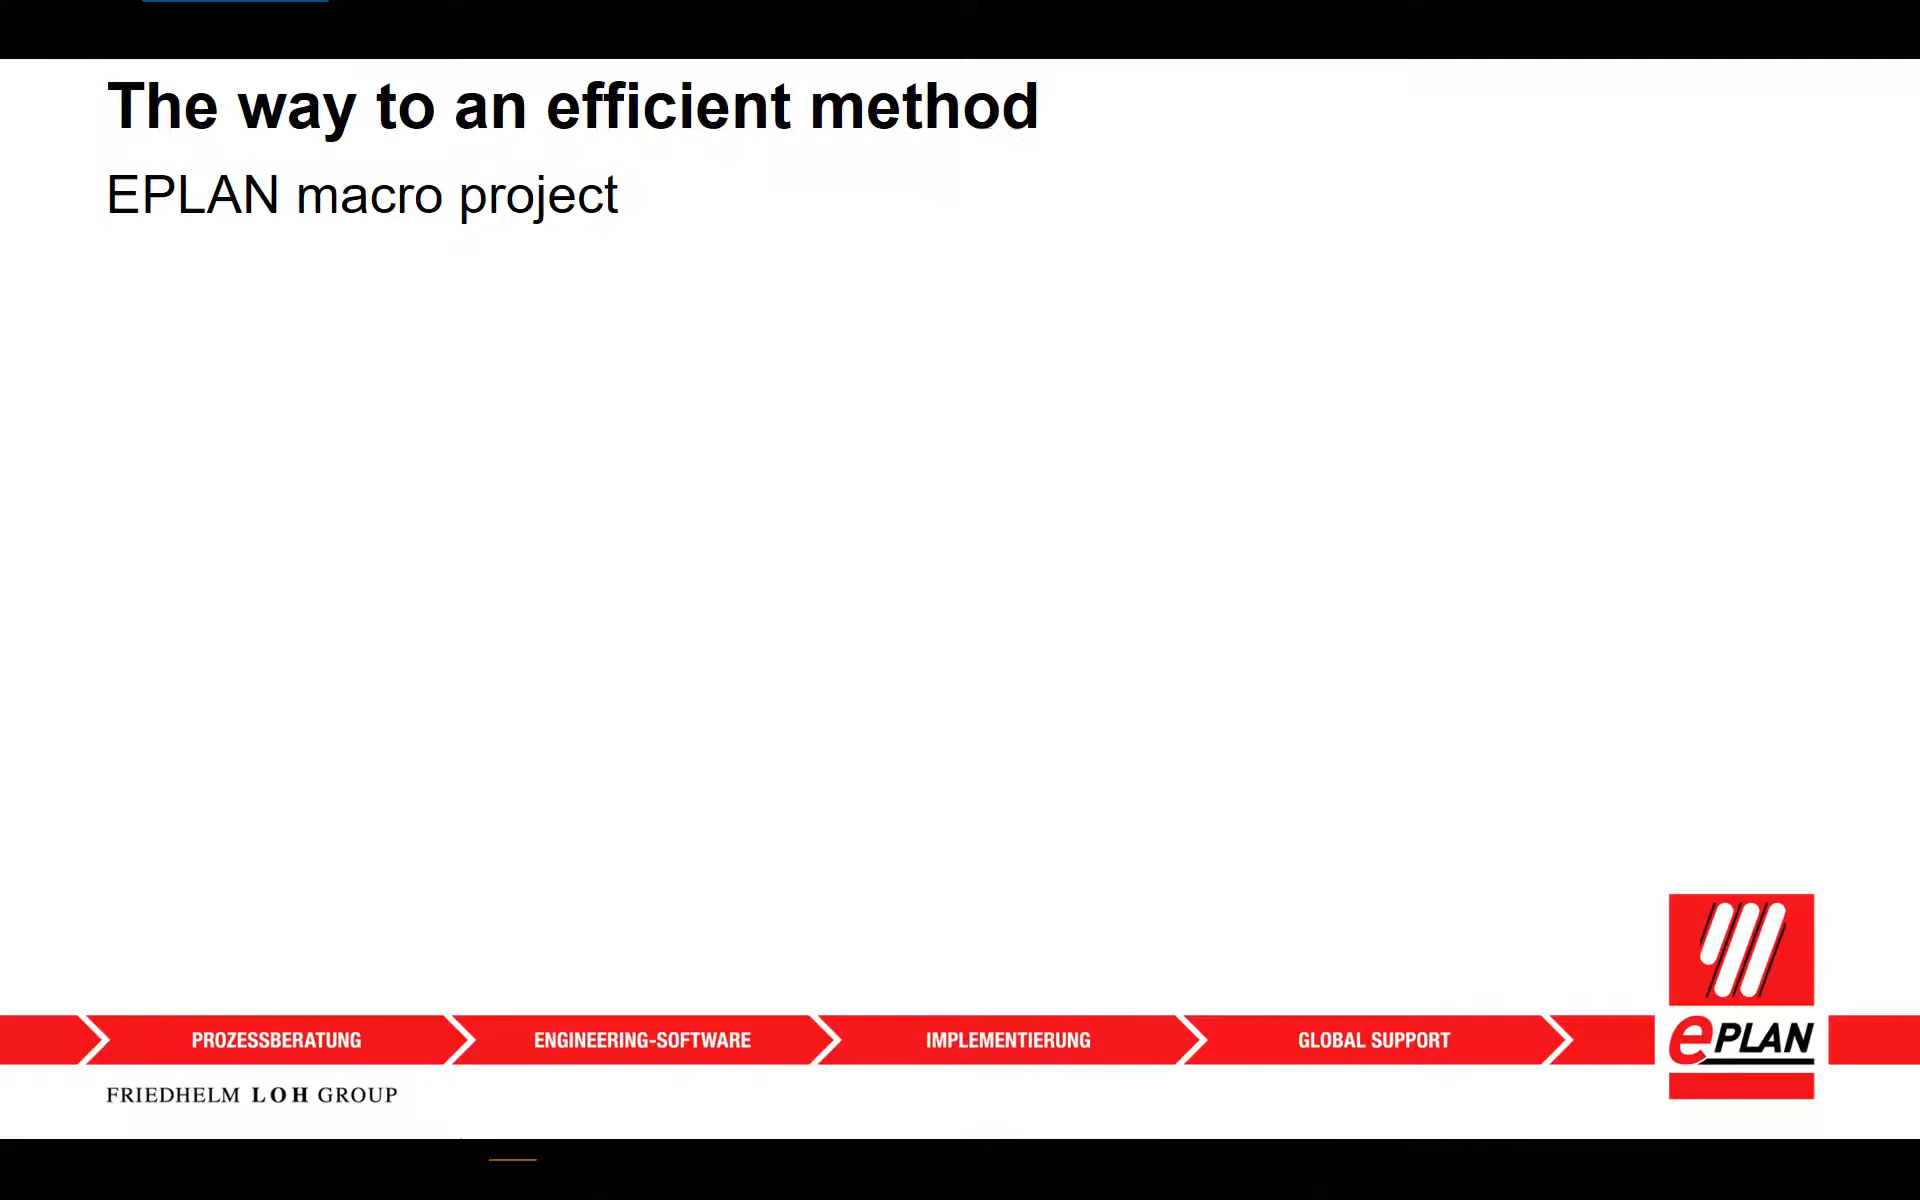 The way to an efficient method
EPLAN macro project
PROZESSBERATUNG
ENGINEERING-SOFTWARE
IMPLEMENTIERUNG
GLOBAL SUPPORT
ePLAN
FRIEDHELM LOH GROUP